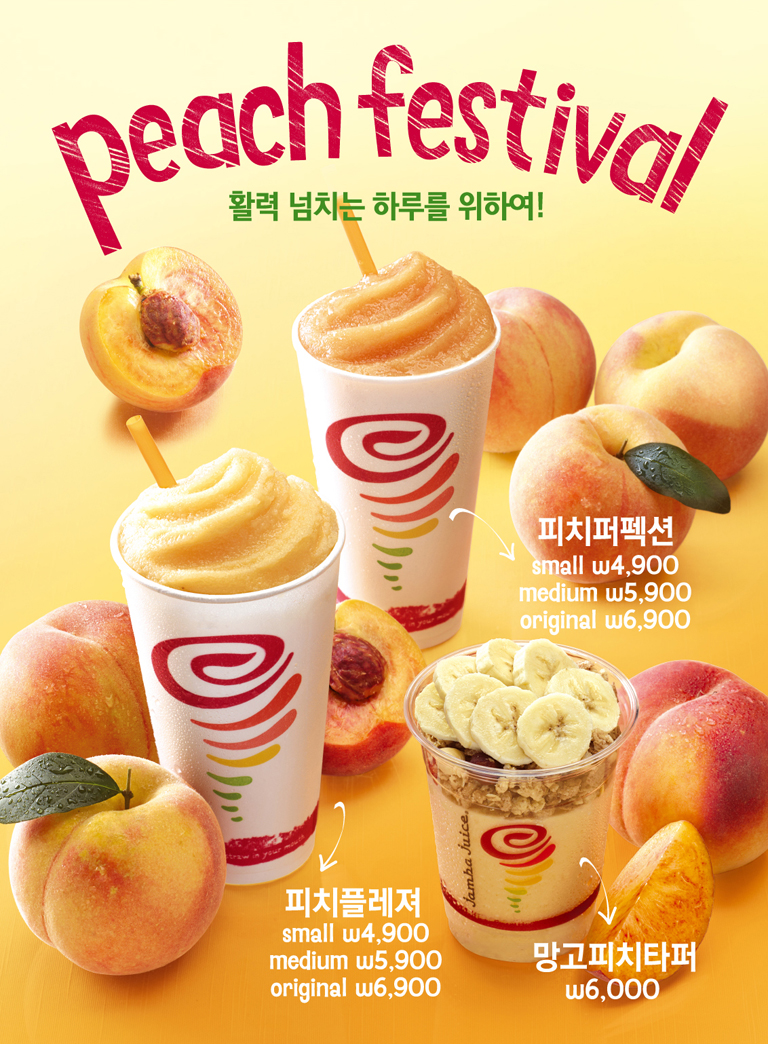 peach festival
활력 넘치는 하루를 위하여!
피치퍼펙션
small ₩4,900
medium ₩5,900
original ₩6,900
Jamba Juice.
피치플레져
small ₩4,900
medium ₩5,900
original ₩6,900
망고피치타퍼
₩6,000